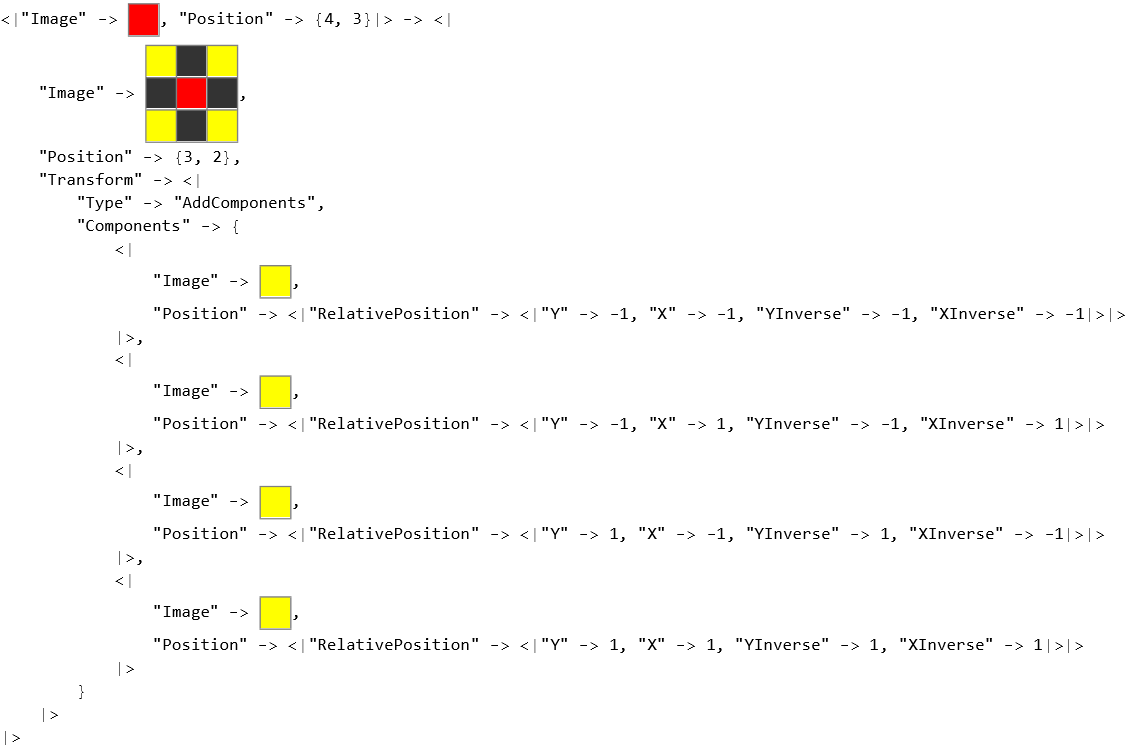 <|"Image" -> , "Position" -> {4, 3}|> -> <|
"Image" -> ,
"Position" -> {3, 2},
"Transform" -> <|
"Type" -> "AddComponents",
"Components" -> {
<|
"Image" -> ,
"Position" -> <|"RelativePosition" -> <|"Y" -> -1, "X" -> -1, "YInverse" -> -1, "XInverse" -> -1|>|>
|>,
<|
"Image" -> ,
"Position" -> <|"RelativePosition" -> <|"Y" -> -1, "X" -> 1, "YInverse" -> -1, "XInverse" -> 1|>|>
|>,
<|
"Image" -> ,
"Position" -> <|"RelativePosition" -> <|"Y" -> 1, "X" -> -1, "YInverse" -> 1, "XInverse" -> -1|>|>
|>,
<|
"Image" -> ,
"Position" -> <|"RelativePosition" -> <|"Y" -> 1, "X" -> 1, "YInverse" -> 1, "XInverse" -> 1|>|>
|>
}
|>
|>